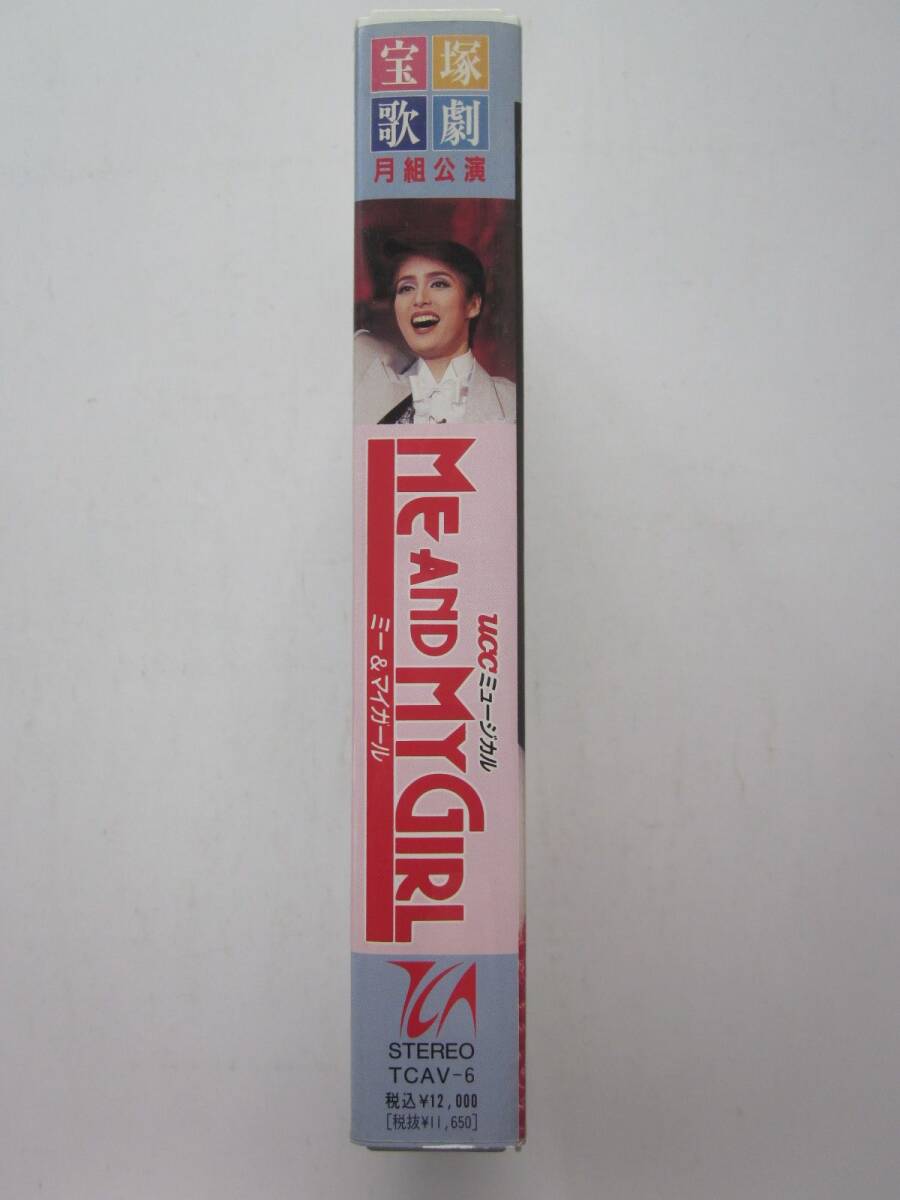 宝塚
歌劇
月組公演
UCCミュージカル
ME AND MY GIRL
ミー&マイガール
TCA
STEREO
TCAV-6
税込¥12,000
[税抜¥11,650]